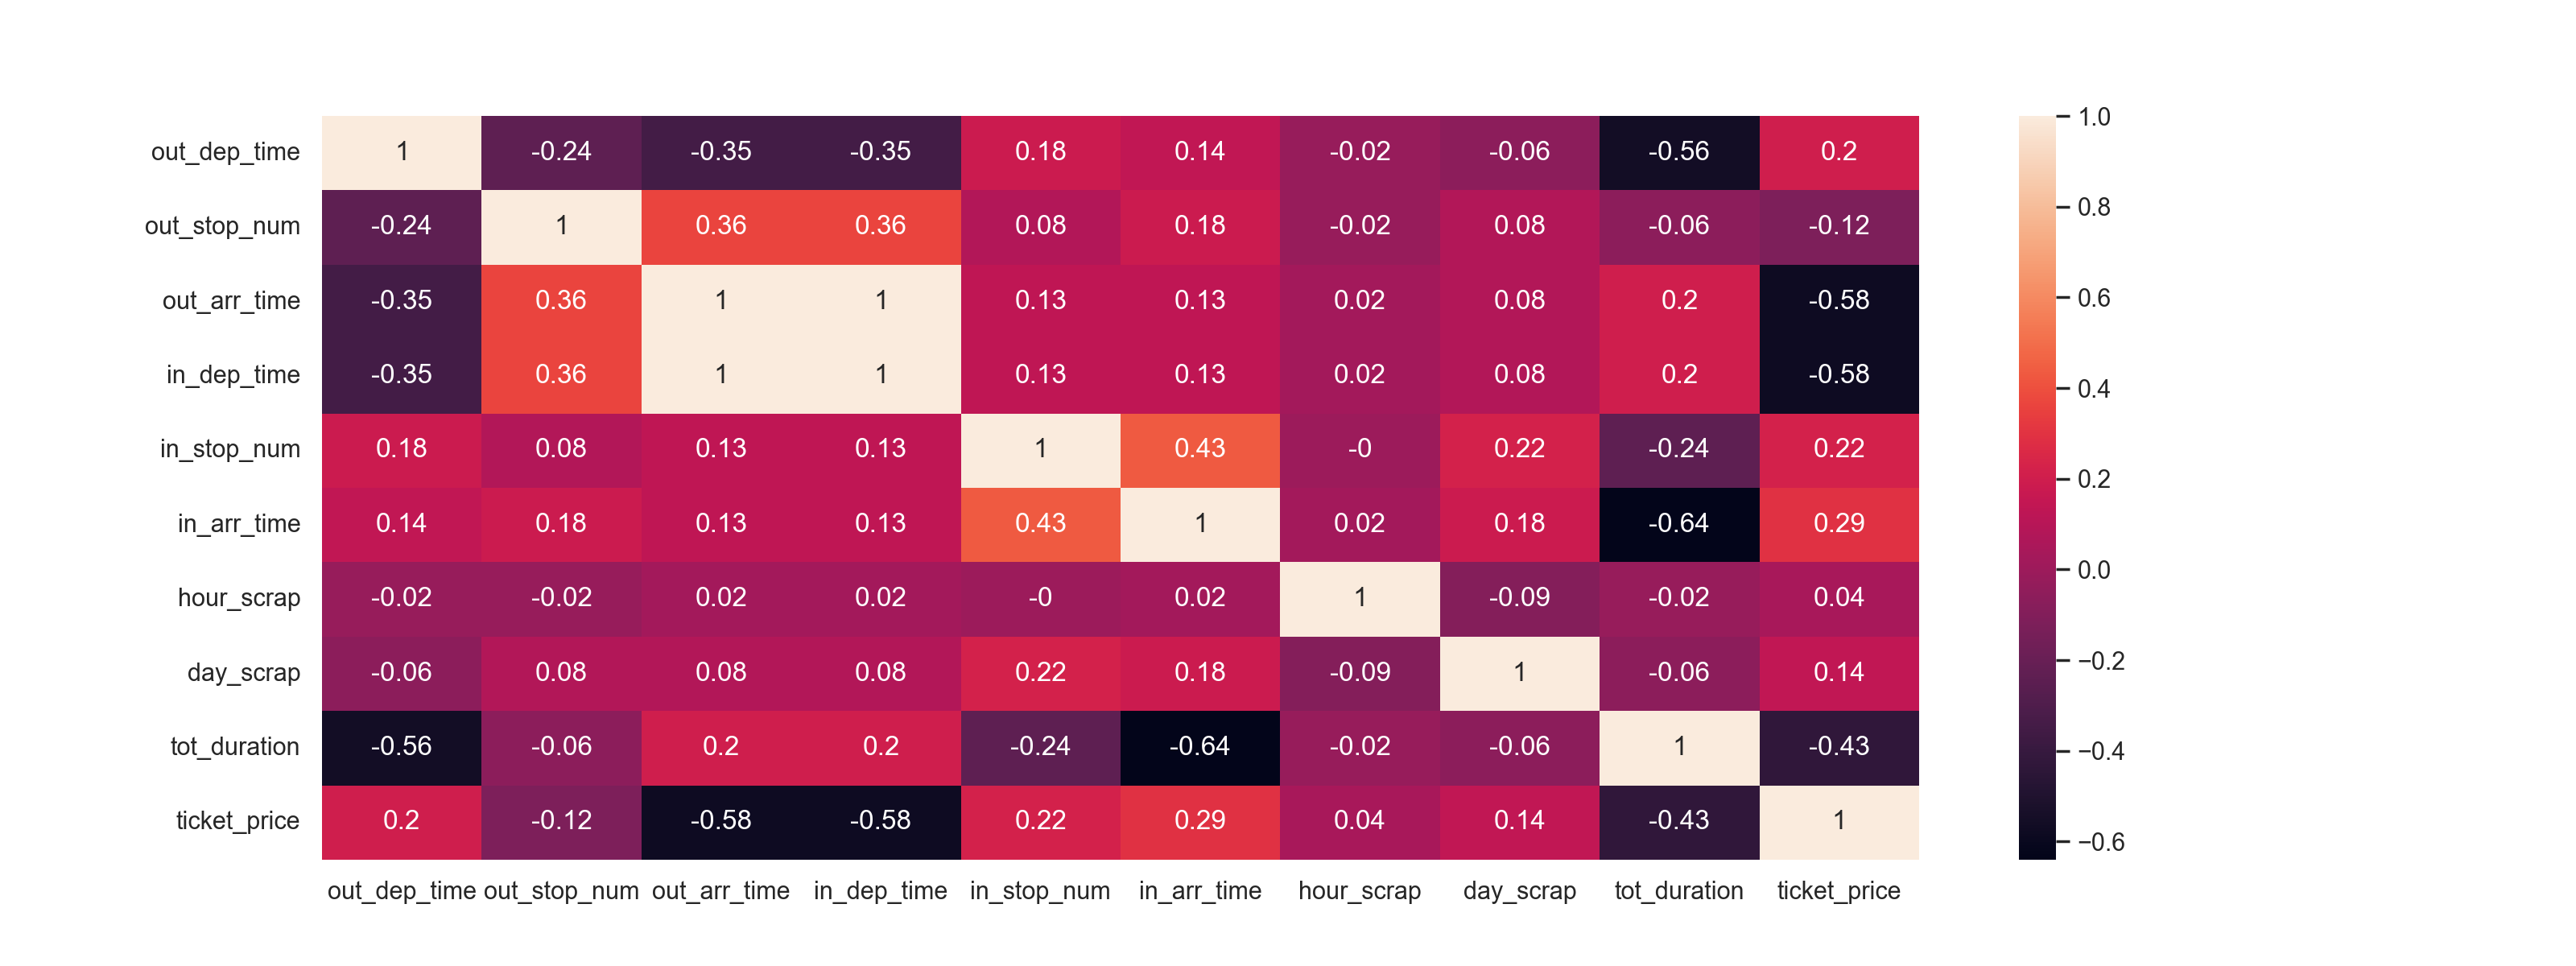 out_dep_time 1 -0.24 -0.35 -0.35 0.18 0.14 -0.02 -0.06 -0.56 0.2
out_stop_num -0.24 1 0.36 0.36 0.08 0.18 -0.02 0.08 -0.06 -0.12
out_arr_time -0.35 0.36 1 1 0.13 0.13 0.02 0.08 0.2 -0.58
in_dep_time -0.35 0.36 1 1 0.13 0.13 0.02 0.08 0.2 -0.58
in_stop_num 0.18 0.08 0.13 0.13 1 0.43 -0 0.22 -0.24 0.22
in_arr_time 0.14 0.18 0.13 0.13 0.43 1 0.02 0.18 -0.64 0.29
hour_scrap -0.02 -0.02 0.02 0.02 -0 0.02 1 -0.09 -0.02 0.04
day_scrap -0.06 0.08 0.08 0.08 0.22 0.18 -0.09 1 -0.06 0.14
tot_duration -0.56 -0.06 0.2 0.2 -0.24 -0.64 -0.02 -0.06 1 -0.43
ticket_price 0.2 -0.12 -0.58 -0.58 0.22 0.29 0.04 0.14 -0.43 1
out_dep_time out_stop_num out_arr_time in_dep_time in_stop_num in_arr_time hour_scrap day_scrap tot_duration ticket_price
1.0
0.8
0.6
0.4
0.2
0.0
−0.2
−0.4
−0.6